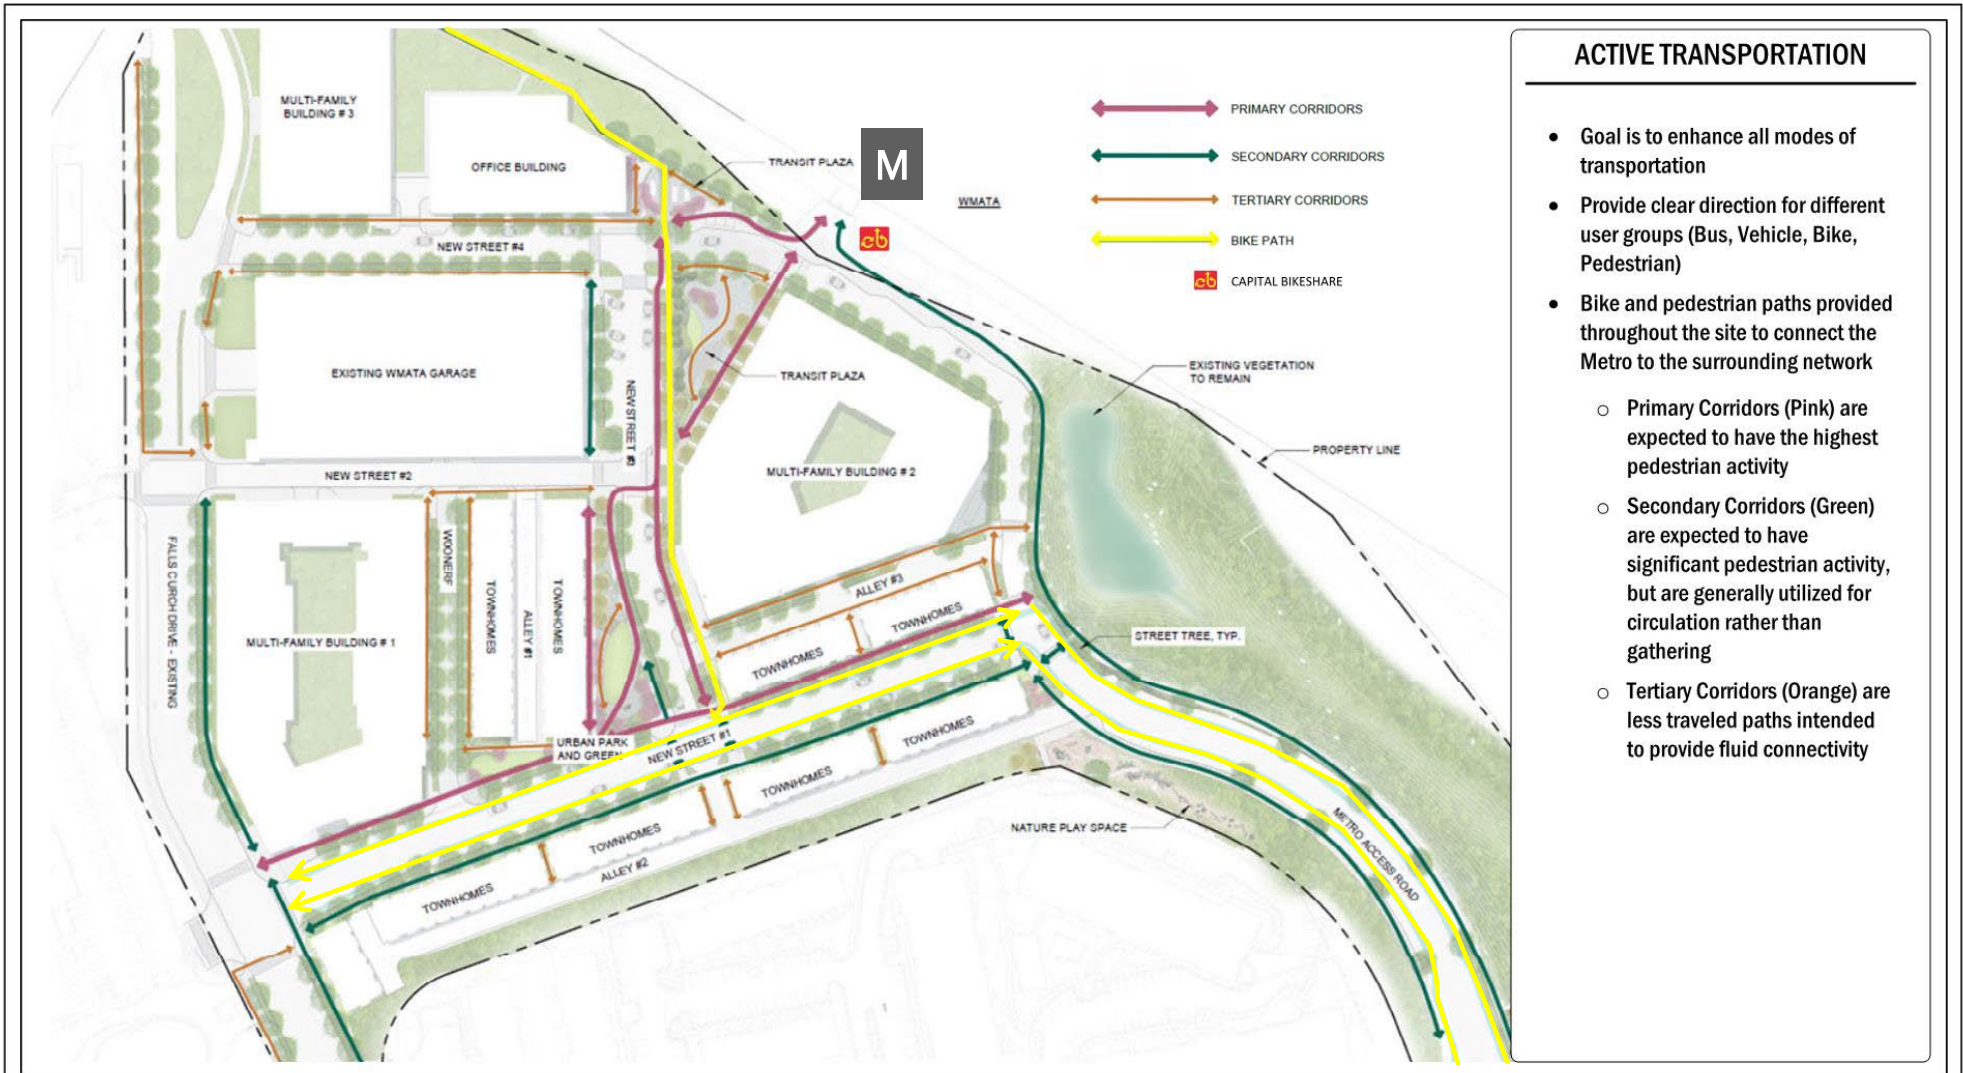 MULTI-FAMILY
BUILDING # 3
OFFICE BUILDING
TRANSIT PLAZA
M
WMATA
NEW STREET #4
EXISTING WMATA GARAGE
NEW STREET #3
TRANSIT PLAZA
EXISTING VEGETATION
TO REMAIN
PROPERTY LINE
MULTI-FAMILY BUILDING # 2
NEW STREET #2
FALLS CURCH DRIVE - EXISTING
WOONERF
TOWNHOMES
ALLEY #1
TOWNHOMES
MULTI-FAMILY BUILDING # 1
ALLEY #3
TOWNHOMES
TOWNHOMES
STREET TREE, TYP.
URBAN PARK
AND GREEN
NEW STREET #1
TOWNHOMES
TOWNHOMES
TOWNHOMES
ALLEY #2
TOWNHOMES
NATURE PLAY SPACE
METRO ACCESS ROAD
PRIMARY CORRIDORS
SECONDARY CORRIDORS
TERTIARY CORRIDORS
BIKE PATH
cb CAPITAL BIKESHARE
cb
ACTIVE TRANSPORTATION
• Goal is to enhance all modes of
transportation
• Provide clear direction for different
user groups (Bus, Vehicle, Bike,
Pedestrian)
• Bike and pedestrian paths provided
throughout the site to connect the
Metro to the surrounding network
○ Primary Corridors (Pink) are
expected to have the highest
pedestrian activity
○ Secondary Corridors (Green)
are expected to have
significant pedestrian activity,
but are generally utilized for
circulation rather than
gathering
○ Tertiary Corridors (Orange) are
less traveled paths intended
to provide fluid connectivity